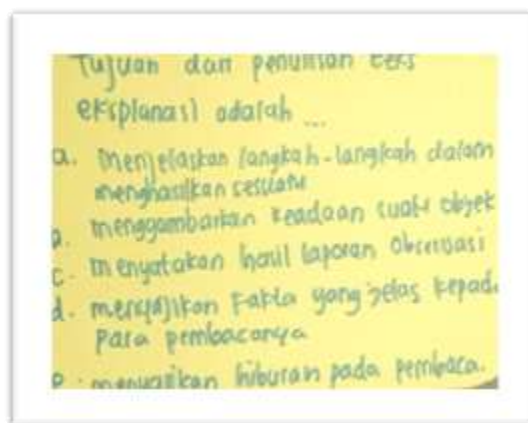 Tujuan dari penulisan teks
eksplanasi adalah ...
a. menjelaskan langkah-langkah dalam
menghasilkan sesuatu
b. menggambarkan keadaan suatu objek
c. menyatakan hasil laporan observasi
d. menyajikan fakta yang jelas kepada
para pembacanya
e. menyajikan hiburan pada pembaca.